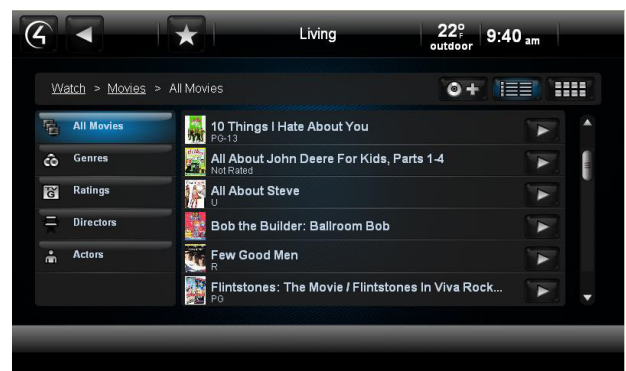 Living
22°F
outdoor
9:40 am
Watch > Movies > All Movies
All Movies
Genres
Ratings
Directors
Actors
10 Things I Hate About You
PG-13
All About John Deere For Kids, Parts 1-4
Not Rated
All About Steve
U
Bob the Builder: Ballroom Bob
Few Good Men
R
Flintstones: The Movie / Flintstones In Viva Rock...
PG